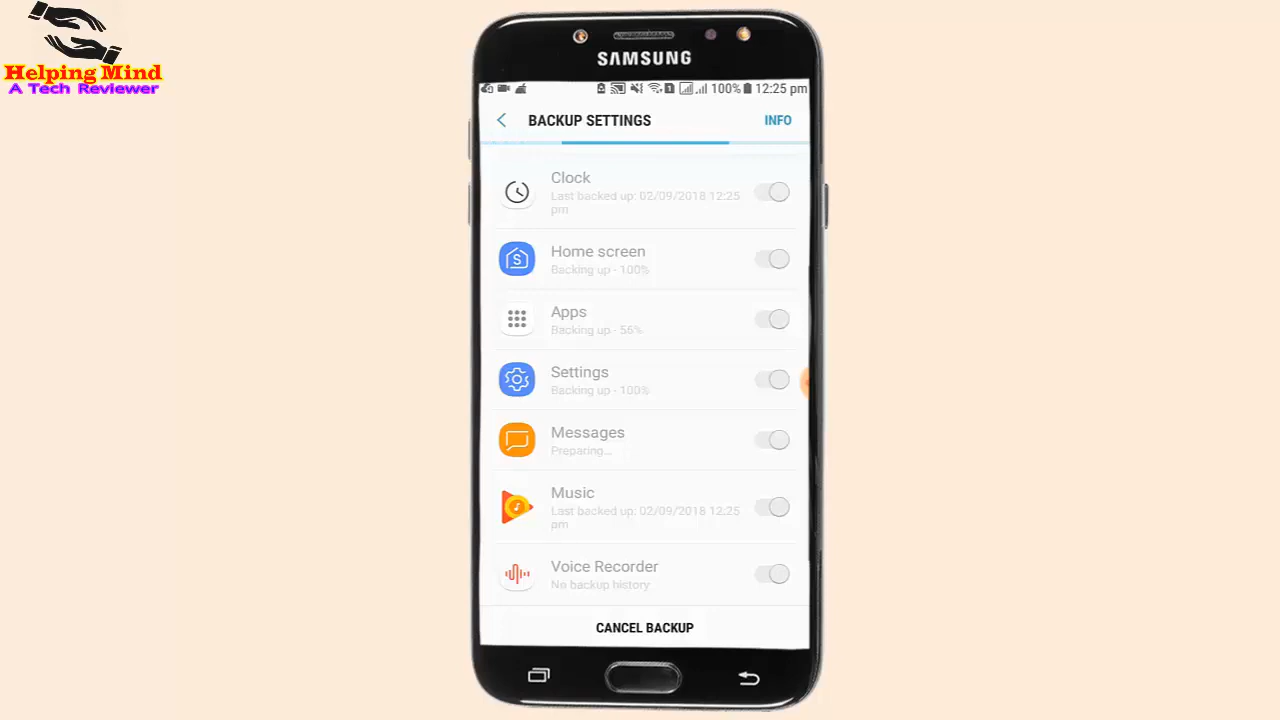 Helping Mind
A Tech Reviewer
SAMSUNG
100% 12:25 pm
BACKUP SETTINGS
INFO
Clock
Last backed up: 02/09/2018 12:25
pm
Home screen
Backing up - 100%
Apps
Backing up - 56%
Settings
Backing up - 100%
Messages
Preparing...
Music
Last backed up: 02/09/2018 12:25
pm
Voice Recorder
No backup history
CANCEL BACKUP